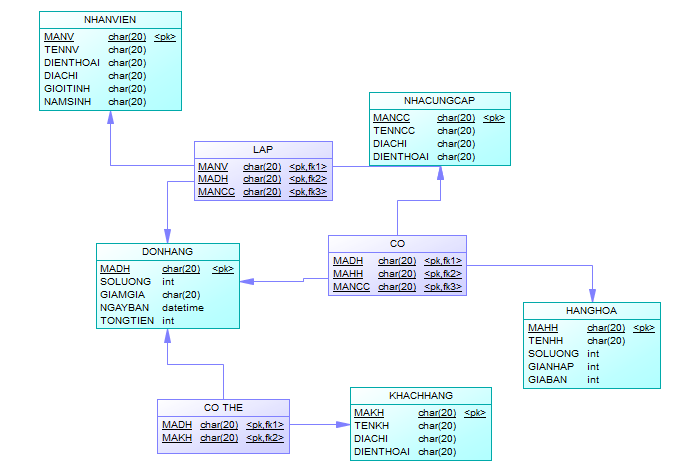 NHANVIEN
MANV char(20) <pk>
TENNV char(20)
DIENTHOAI char(20)
DIACHI char(20)
GIOITINH char(20)
NAMSINH char(20)
NHACUNGCAP
MANCC char(20) <pk>
TENNCC char(20)
DIACHI char(20)
DIENTHOAI char(20)
LAP
MANV char(20) <pk,fk1>
MADH char(20) <pk,fk2>
MANCC char(20) <pk,fk3>
DONHANG
MADH char(20) <pk>
SOLUONG int
GIAMGIA char(20)
NGAYBAN datetime
TONGTIEN int
CO
MADH char(20) <pk,fk1>
MAHH char(20) <pk,fk2>
MANCC char(20) <pk,fk3>
HANGHOA
MAHH char(20) <pk>
TENHH char(20)
SOLUONG int
GIANHAP int
GIABAN int
CO THE
MADH char(20) <pk,fk1>
MAKH char(20) <pk,fk2>
KHACHHANG
MAKH char(20) <pk>
TENKH char(20)
DIACHI char(20)
DIENTHOAI char(20)